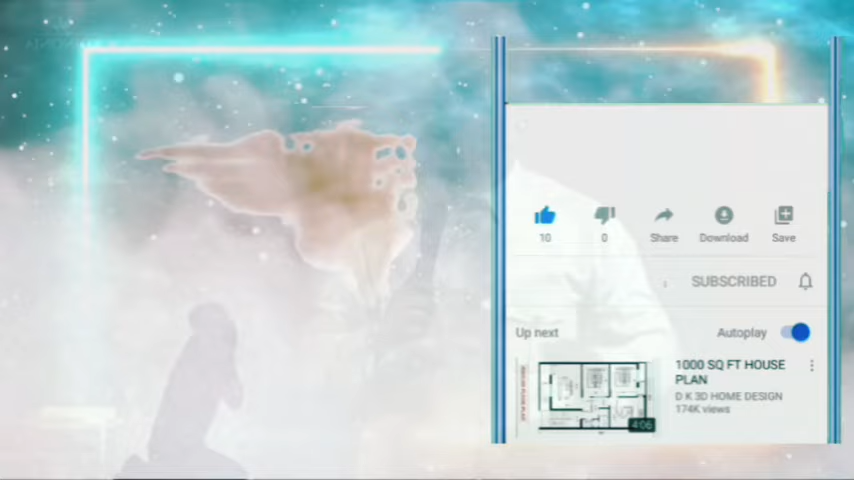 10
0
Share
Download
Save
SUBSCRIBED
Up next
Autoplay
1000 SQ FT HOUSE
PLAN
D K 3D HOME DESIGN
174K views
4:06